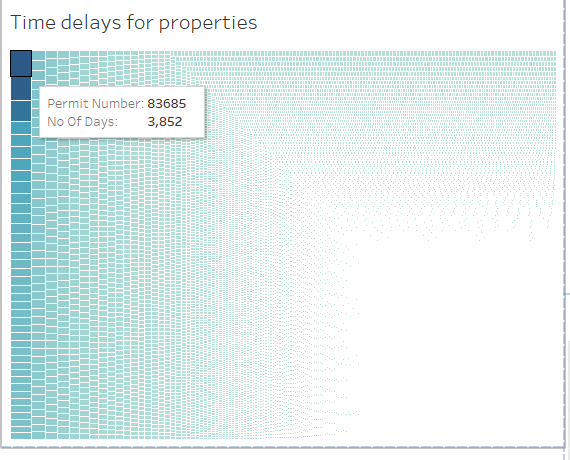 Time delays for properties
Permit Number: 83685
No Of Days: 3,852